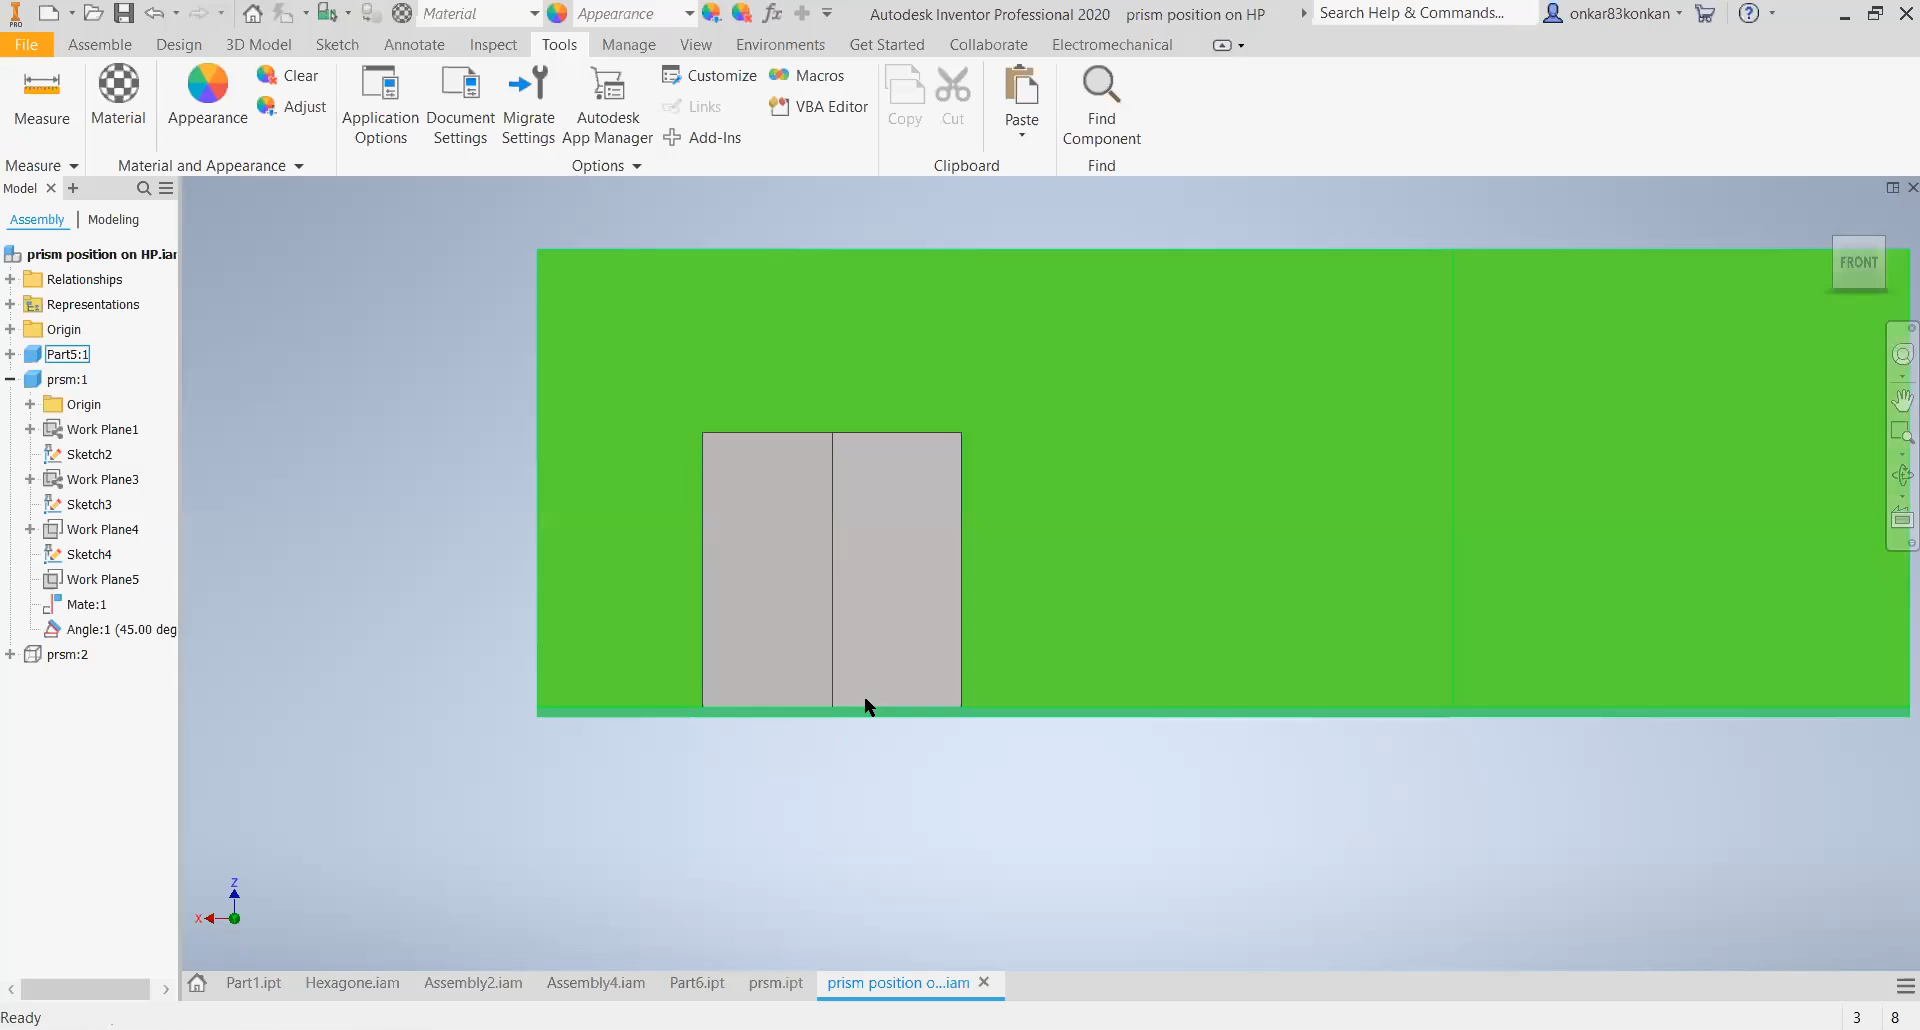 PRO Material Appearance Autodesk Inventor Professional 2020 prism position on HP Search Help & Commands... onkar83konkan
File Assemble Design 3D Model Sketch Annotate Inspect Tools Manage View Environments Get Started Collaborate Electromechanical
Measure
Material
Appearance
Clear
Adjust
Application Options
Document Settings
Migrate Settings
Autodesk App Manager
Customize
Links
Add-Ins
Macros
VBA Editor
Copy
Cut
Paste
Find Component
Measure Material and Appearance Options Clipboard Find
Model
Assembly | Modeling
prism position on HP.iar
Relationships
Representations
Origin
Part5:1
prsm:1
Origin
Work Plane1
Sketch2
Work Plane3
Sketch3
Work Plane4
Sketch4
Work Plane5
Mate:1
Angle:1 (45.00 deg
prsm:2
FRONT
Z
X
Part1.ipt Hexagone.iam Assembly2.iam Assembly4.iam Part6.ipt prsm.ipt prism position o...iam
Ready 3 8